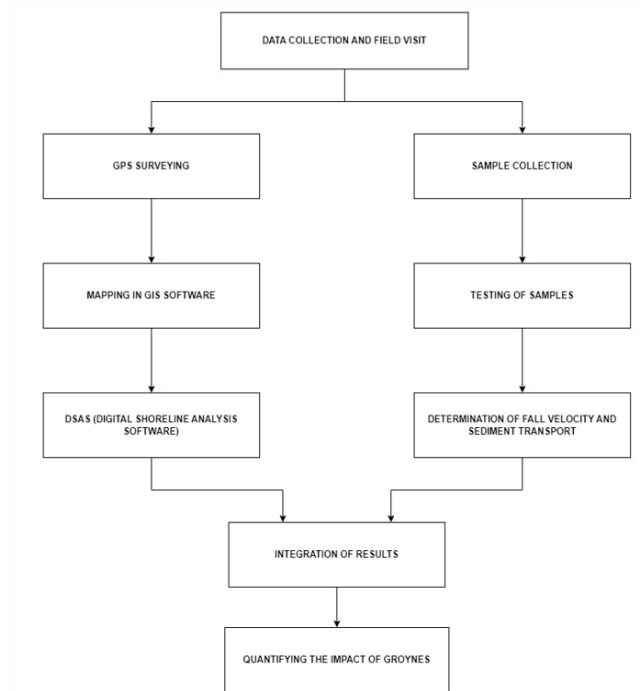 DATA COLLECTION AND FIELD VISIT
GPS SURVEYING
SAMPLE COLLECTION
MAPPING IN GIS SOFTWARE
TESTING OF SAMPLES
DSAS (DIGITAL SHORELINE ANALYSIS
SOFTWARE)
DETERMINATION OF FALL VELOCITY AND
SEDIMENT TRANSPORT
INTEGRATION OF RESULTS
QUANTIFYING THE IMPACT OF GROYNES